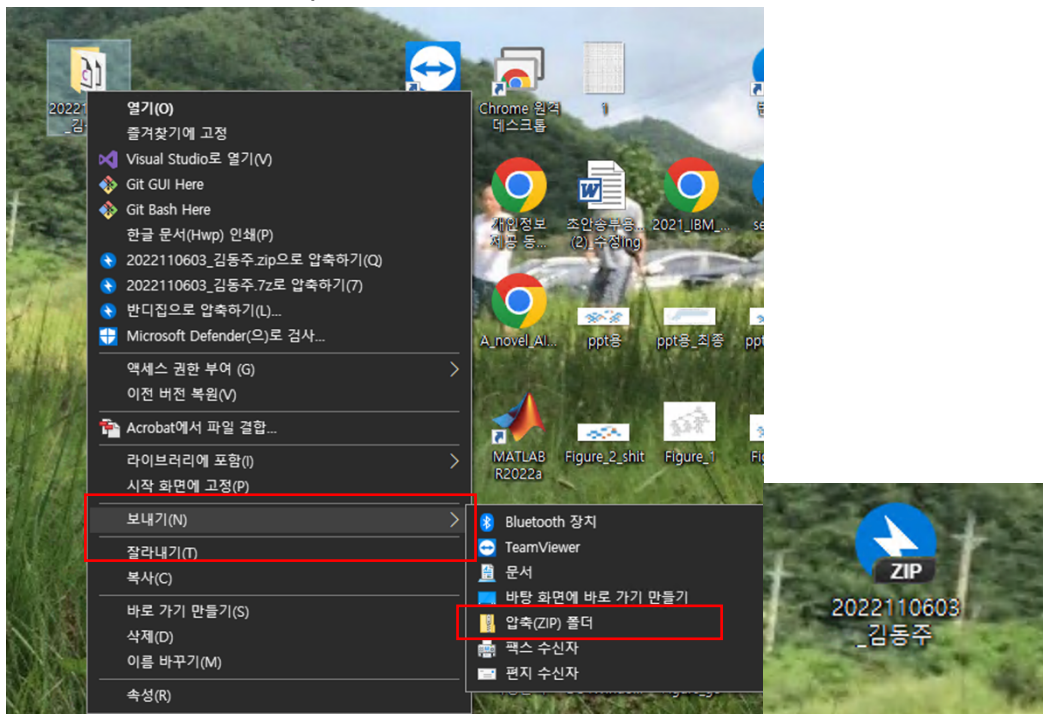 2022
_김
열기(O)
즐겨찾기에 고정
Visual Studio로 열기(V)
Git GUI Here
Git Bash Here
한글 문서(Hwp) 인쇄(P)
2022110603_김동주.zip으로 압축하기(Q)
2022110603_김동주.7z로 압축하기(7)
반디집으로 압축하기(L)...
Microsoft Defender(으)로 검사...
액세스 권한 부여 (G)
이전 버전 복원(V)
Acrobat에서 파일 결합...
라이브러리에 포함(I)
시작 화면에 고정(P)
보내기(N)
잘라내기(T)
복사(C)
바로 가기 만들기(S)
삭제(D)
이름 바꾸기(M)
속성(R)
Bluetooth 장치
TeamViewer
문서
바탕 화면에 바로 가기 만들기
압축(ZIP) 폴더
팩스 수신자
편지 수신자
Chrome 원격
데스크톱
1
개인정보
제공 동...
초안송부용...
(2)_수정ing
2021_IBM_...
se
A_novel_AI...
ppt용
ppt용_최종
ppt
MATLAB
R2022a
Figure_2_shit
Figure_1
Fig
ZIP
2022110603
_김동주